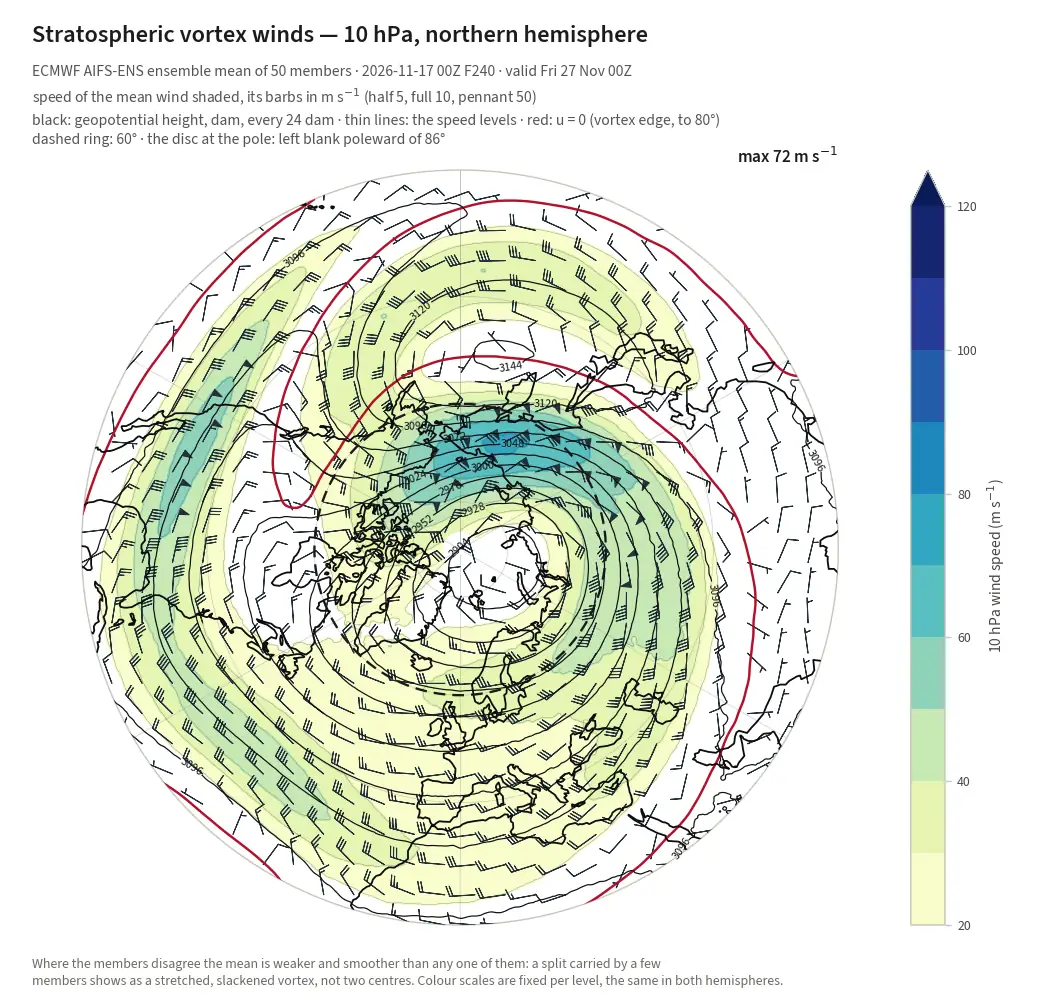 Stratospheric vortex winds — 10 hPa, northern hemisphere
ECMWF AIFS-ENS ensemble mean of 50 members · 2026-11-17 00Z F240 · valid Fri 27 Nov 00Z
speed of the mean wind shaded, its barbs in m s⁻¹ (half 5, full 10, pennant 50)
black: geopotential height, dam, every 24 dam · thin lines: the speed levels · red: u = 0 (vortex edge, to 80°)
dashed ring: 60° · the disc at the pole: left blank poleward of 86°
max 72 m s⁻¹
3096
3120
3144
3120
3096
3048
3000
2976
2952
2928
3096
3096
3096
3096
120
100
80
60
40
20
10 hPa wind speed (m s⁻¹)
Where the members disagree the mean is weaker and smoother than any one of them: a split carried by a few
members shows as a stretched, slackened vortex, not two centres. Colour scales are fixed per level, the same in both hemispheres.